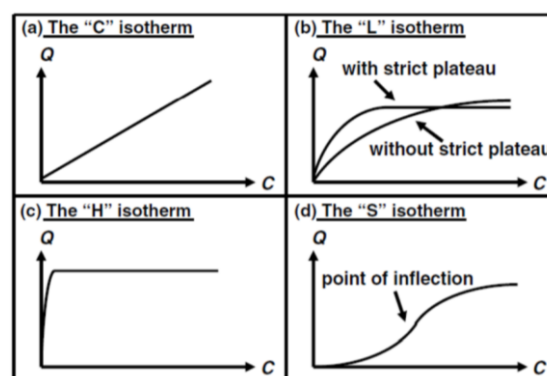 (a) The “C” isotherm
Q
C
(b) The “L” isotherm
Q
with strict plateau
without strict plateau
C
(c) The “H” isotherm
Q
C
(d) The “S” isotherm
Q
point of inflection
C